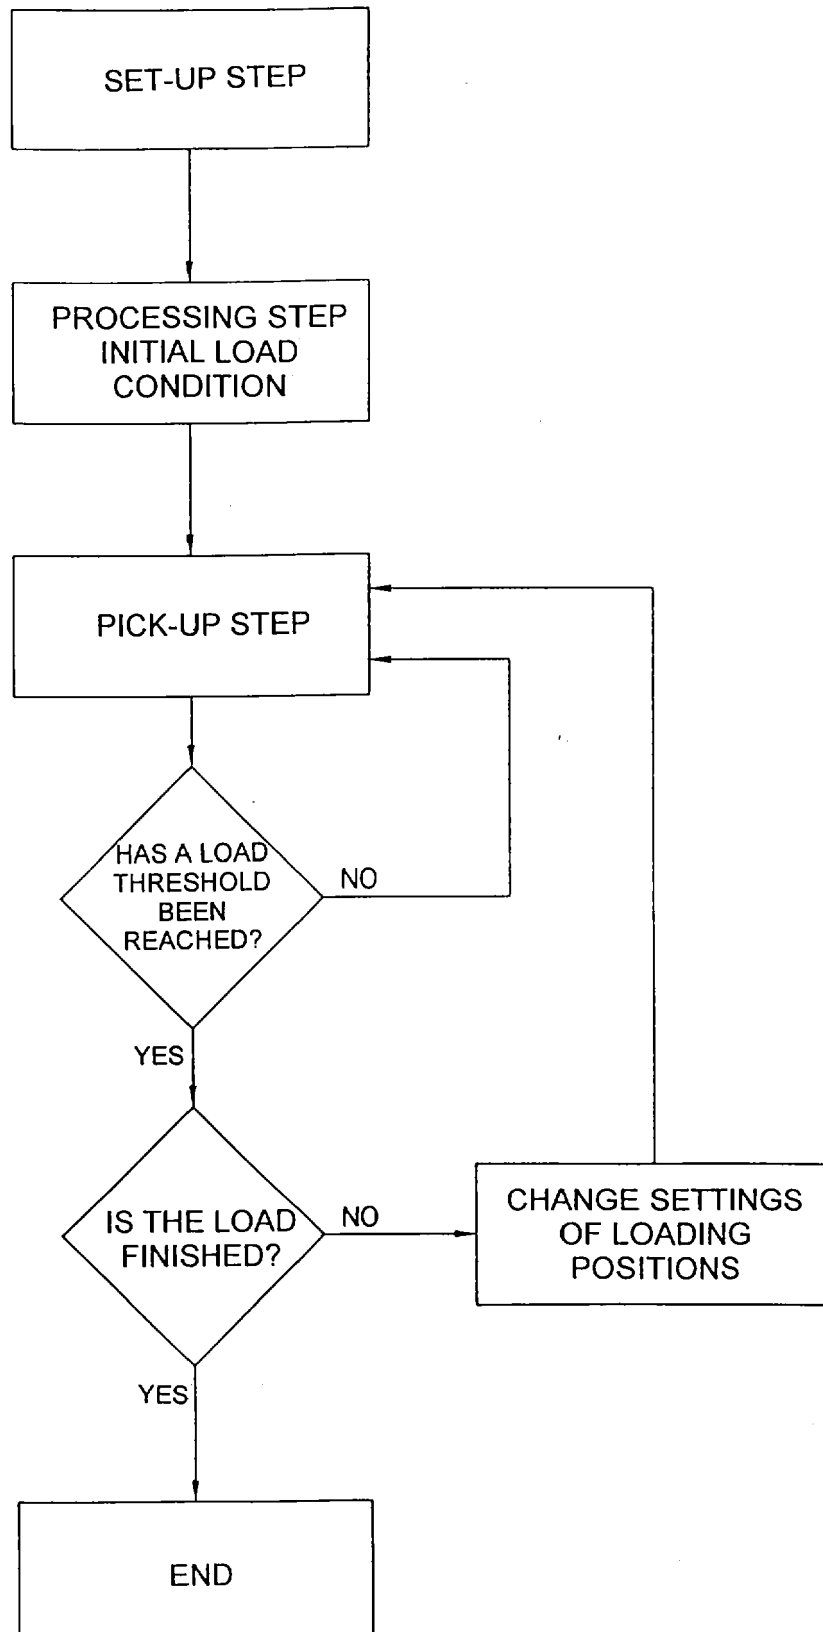 SET-UP STEP
PROCESSING STEP
INITIAL LOAD
CONDITION
PICK-UP STEP
HAS A LOAD
THRESHOLD
BEEN
REACHED?
NO
YES
IS THE LOAD
FINISHED?
NO
CHANGE SETTINGS
OF LOADING
POSITIONS
YES
END